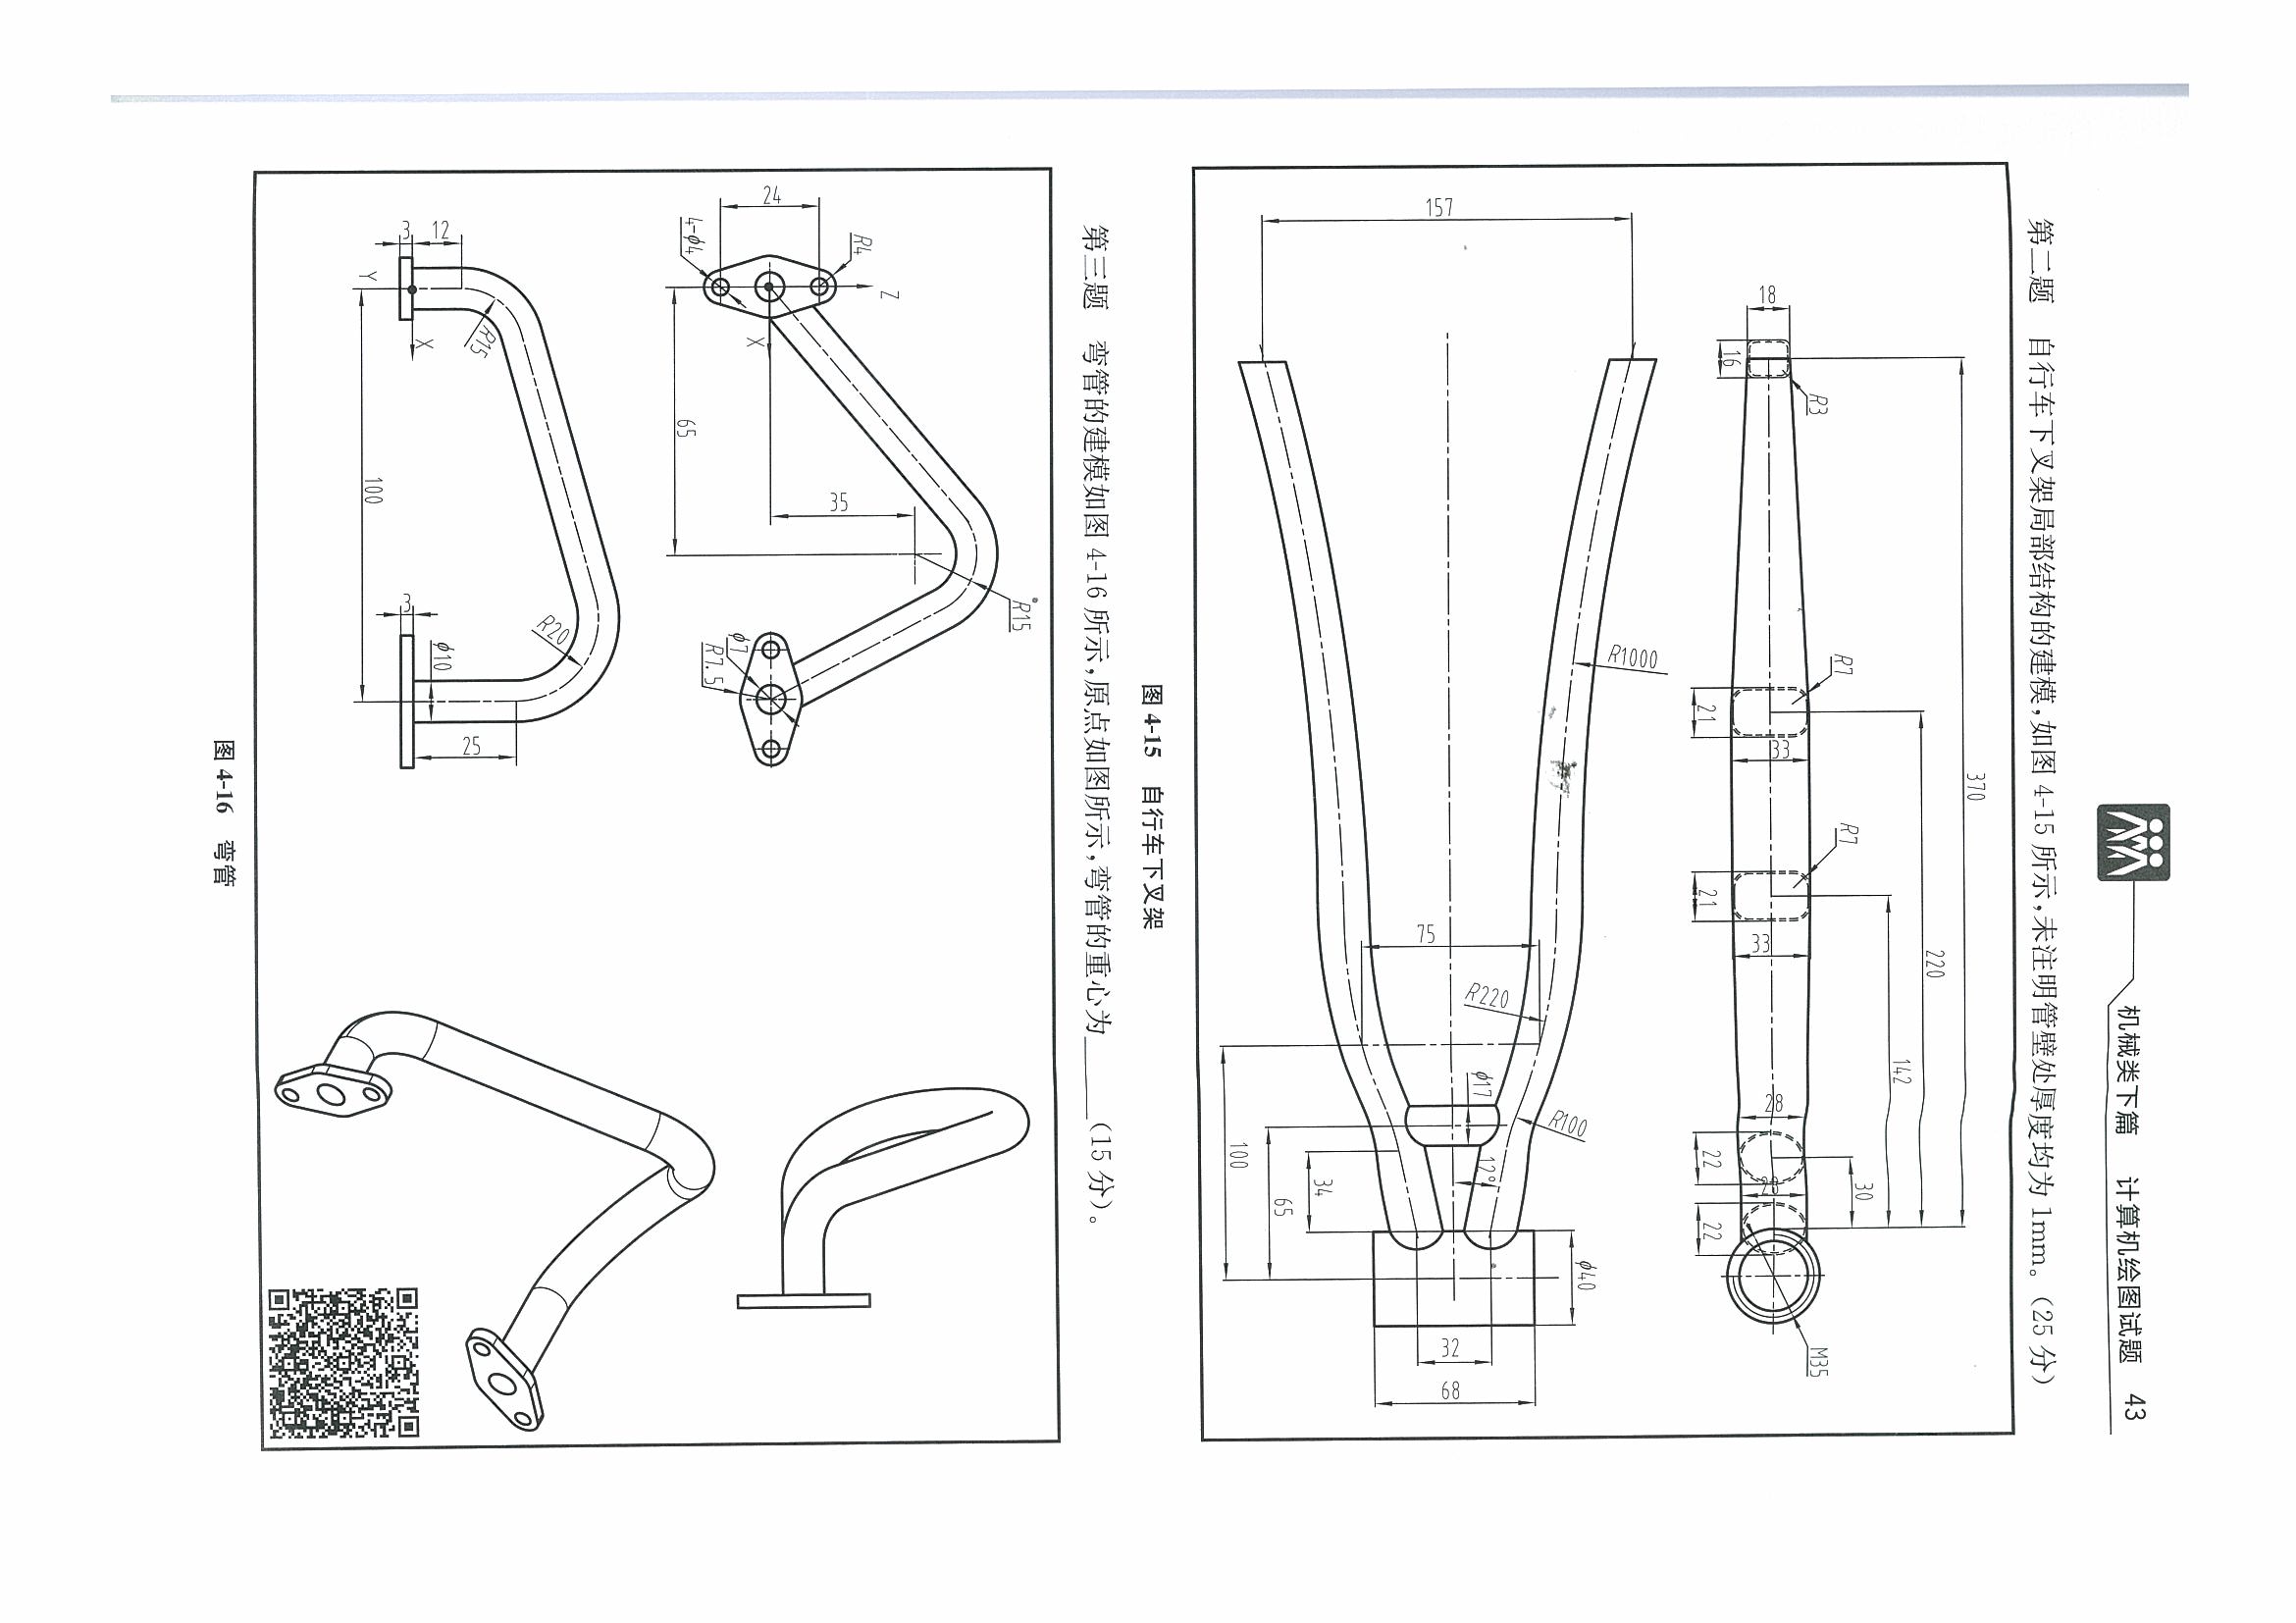 机械类下篇 计算机绘图试题 43
第二题 自行车下叉架局部结构的建模,如图 4-15 所示,未注明管壁处厚度均为 1mm。(25 分)
370
220
142
30
R7
R7
R3
M35
18
33
33
28
28
16
21
21
22
22
R1000
R100
φ40
R220
φ17
12°
157
75
32
68
34
65
100
图 4-15 自行车下叉架
第三题 弯管的建模如图 4-16 所示,原点如图所示,弯管的重心为______(15 分)。
R15
Z
R4
35
24
X
φ7
R7.5
4-φ4
65
R20
R15
25
12
φ10
X
3
3
Y
100
图 4-16 弯管